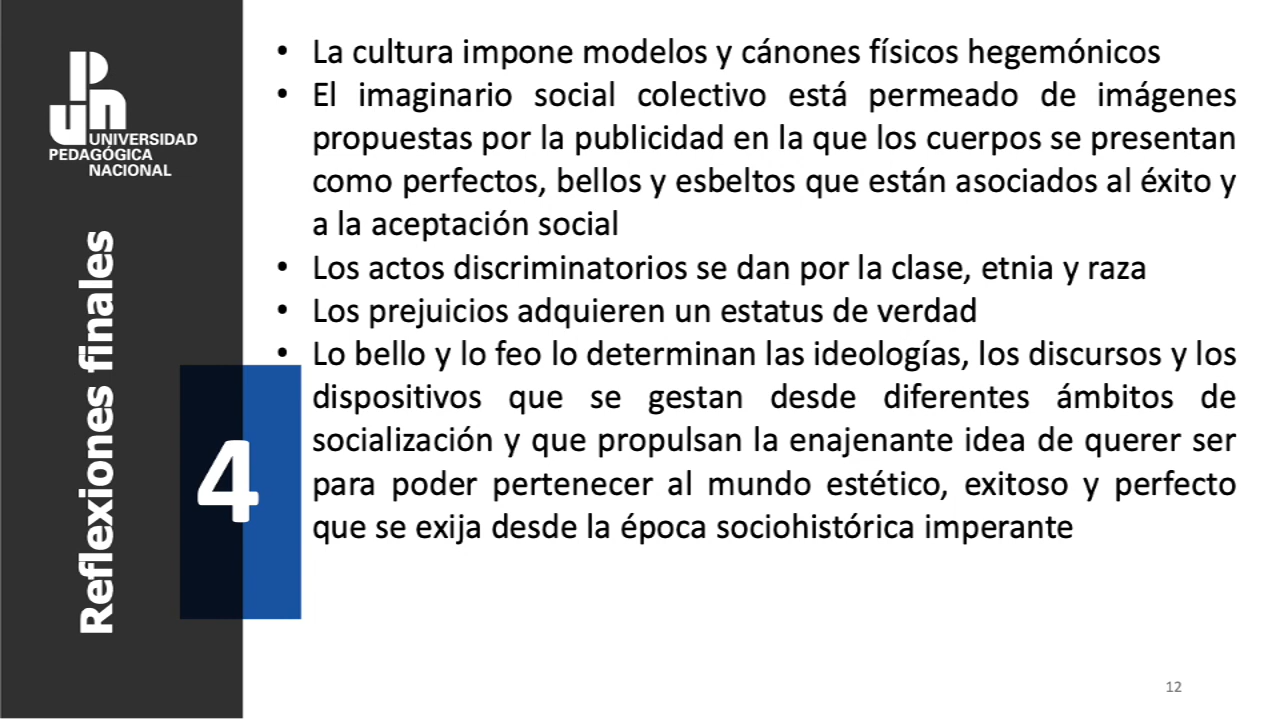 UPN
UNIVERSIDAD
PEDAGÓGICA
NACIONAL
Reflexiones finales
4
• La cultura impone modelos y cánones físicos hegemónicos
• El imaginario social colectivo está permeado de imágenes
propuestas por la publicidad en la que los cuerpos se presentan
como perfectos, bellos y esbeltos que están asociados al éxito y
a la aceptación social
• Los actos discriminatorios se dan por la clase, etnia y raza
• Los prejuicios adquieren un estatus de verdad
• Lo bello y lo feo lo determinan las ideologías, los discursos y los
dispositivos que se gestan desde diferentes ámbitos de
socialización y que propulsan la enajenante idea de querer ser
para poder pertenecer al mundo estético, exitoso y perfecto
que se exija desde la época sociohistórica imperante
12